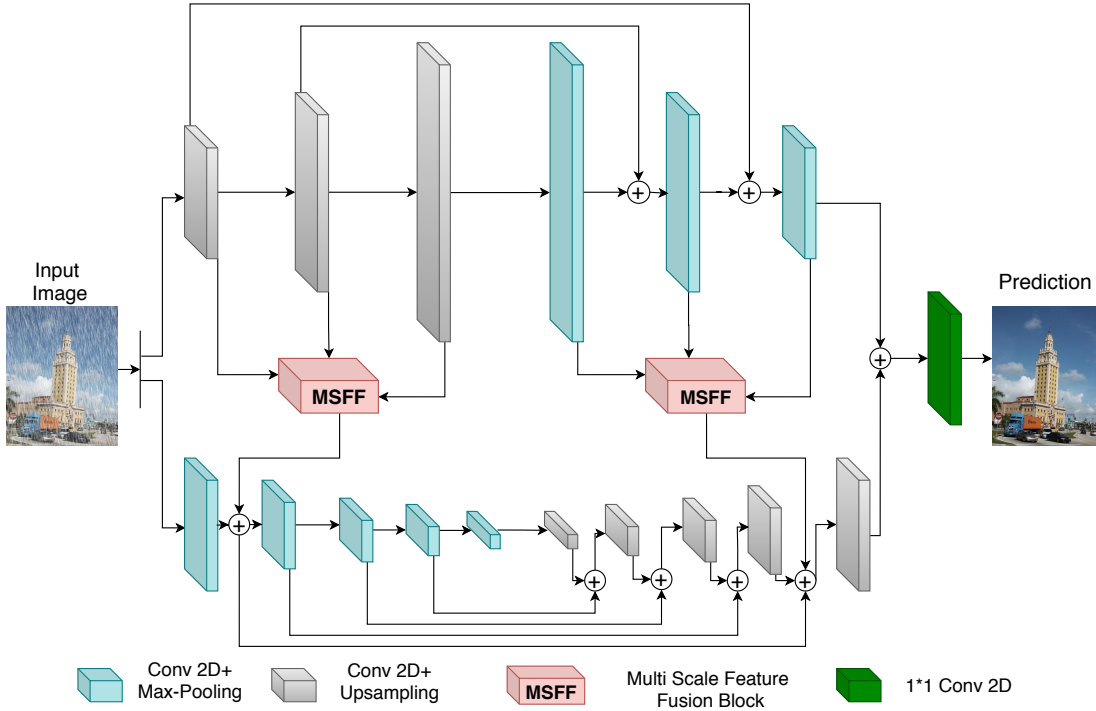 Input
Image
Prediction
MSFF
MSFF
Conv 2D+
Max-Pooling
Conv 2D+
Upsampling
MSFF
Multi Scale Feature
Fusion Block
1*1 Conv 2D